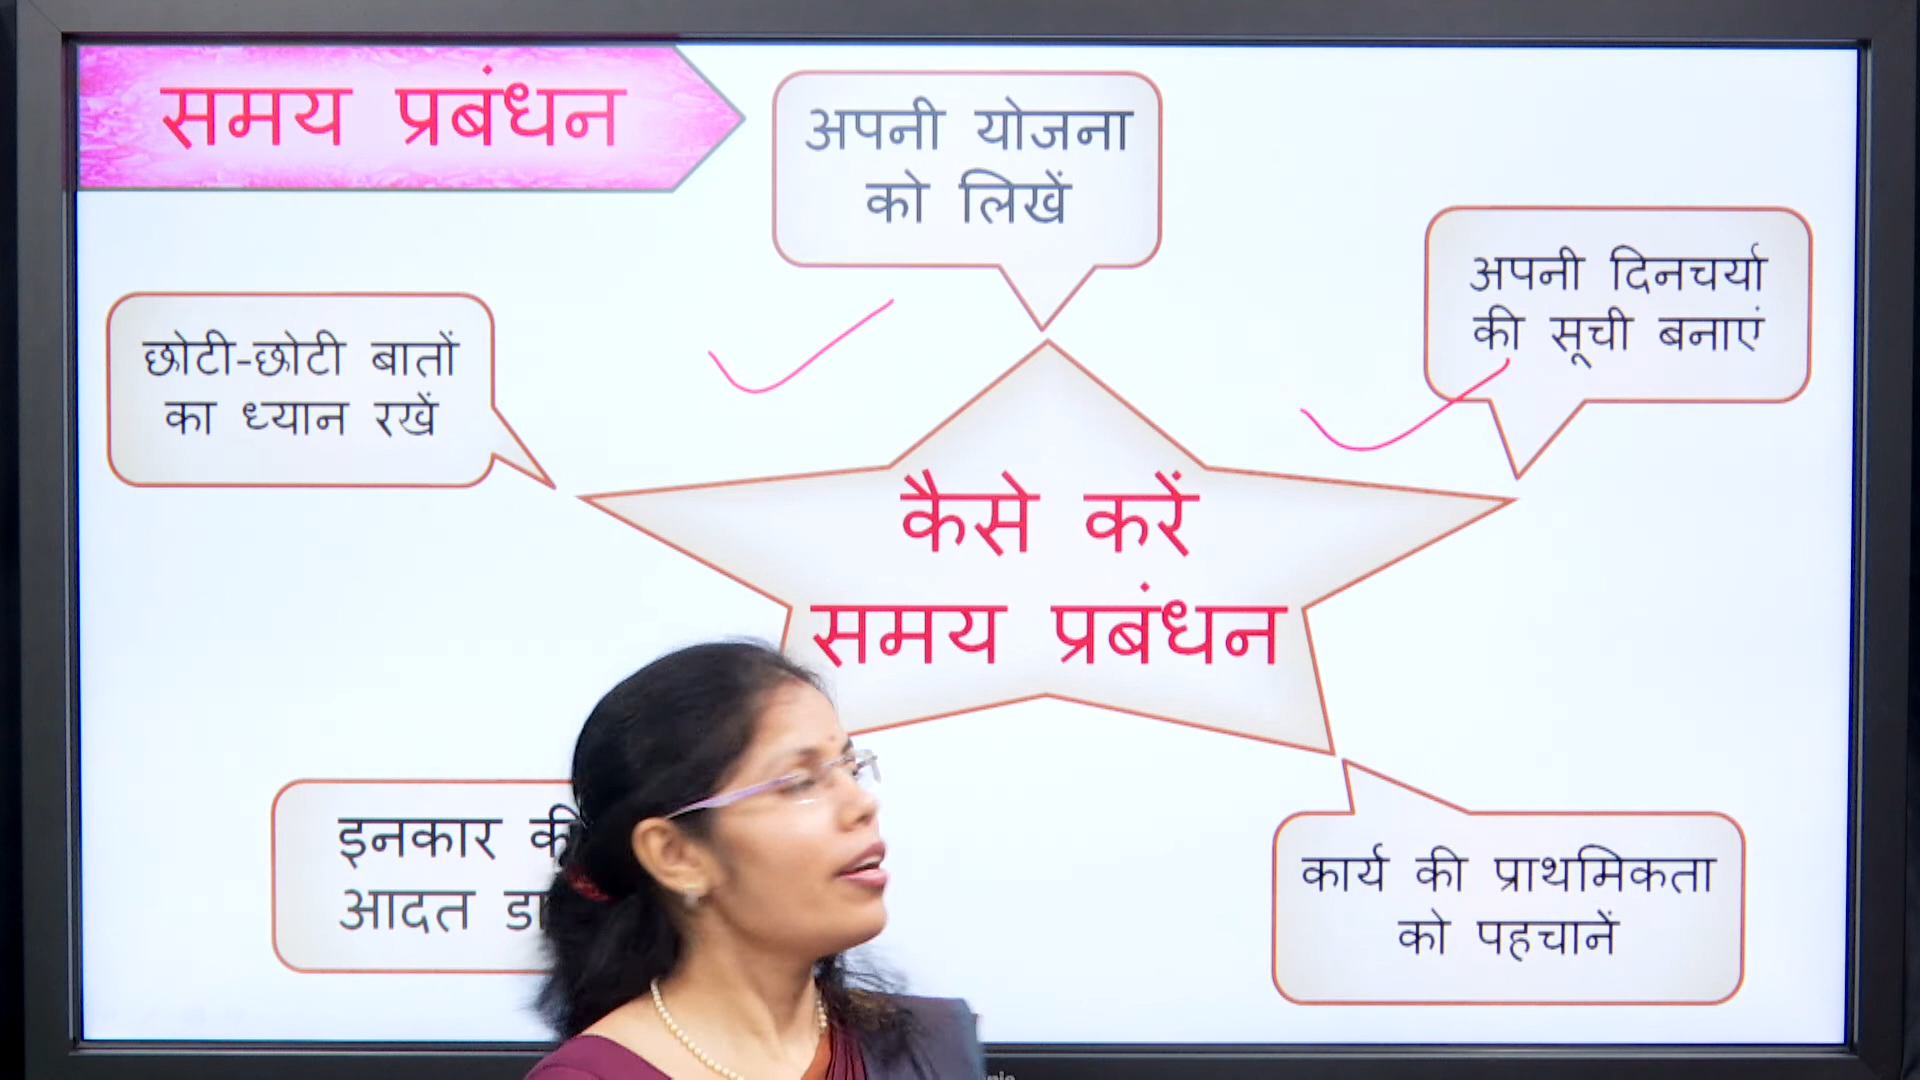 समय प्रबंधन
अपनी योजना
को लिखें
अपनी दिनचर्या
की सूची बनाएं
छोटी-छोटी बातों
का ध्यान रखें
कैसे करें
समय प्रबंधन
इनकार
आदत
कार्य की प्राथमिकता
को पहचानें